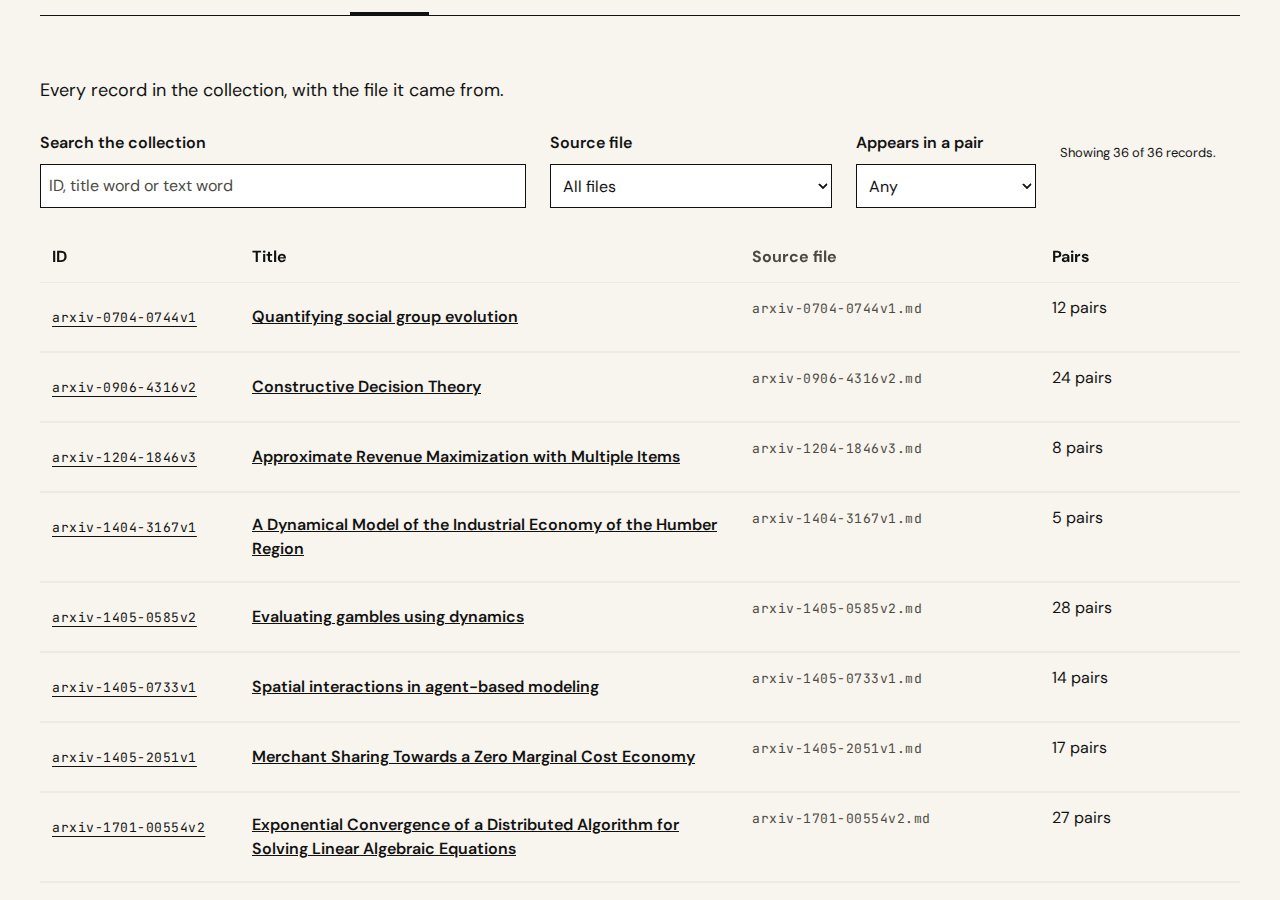 Every record in the collection, with the file it came from.
Search the collection
Source file
Appears in a pair
Showing 36 of 36 records.
ID, title word or text word
All files
Any
ID Title Source file Pairs
arxiv-0704-0744v1 Quantifying social group evolution arxiv-0704-0744v1.md 12 pairs
arxiv-0906-4316v2 Constructive Decision Theory arxiv-0906-4316v2.md 24 pairs
arxiv-1204-1846v3 Approximate Revenue Maximization with Multiple Items arxiv-1204-1846v3.md 8 pairs
arxiv-1404-3167v1 A Dynamical Model of the Industrial Economy of the Humber arxiv-1404-3167v1.md 5 pairs
Region
arxiv-1405-0585v2 Evaluating gambles using dynamics arxiv-1405-0585v2.md 28 pairs
arxiv-1405-0733v1 Spatial interactions in agent-based modeling arxiv-1405-0733v1.md 14 pairs
arxiv-1405-2051v1 Merchant Sharing Towards a Zero Marginal Cost Economy arxiv-1405-2051v1.md 17 pairs
arxiv-1701-00554v2 Exponential Convergence of a Distributed Algorithm for arxiv-1701-00554v2.md 27 pairs
Solving Linear Algebraic Equations